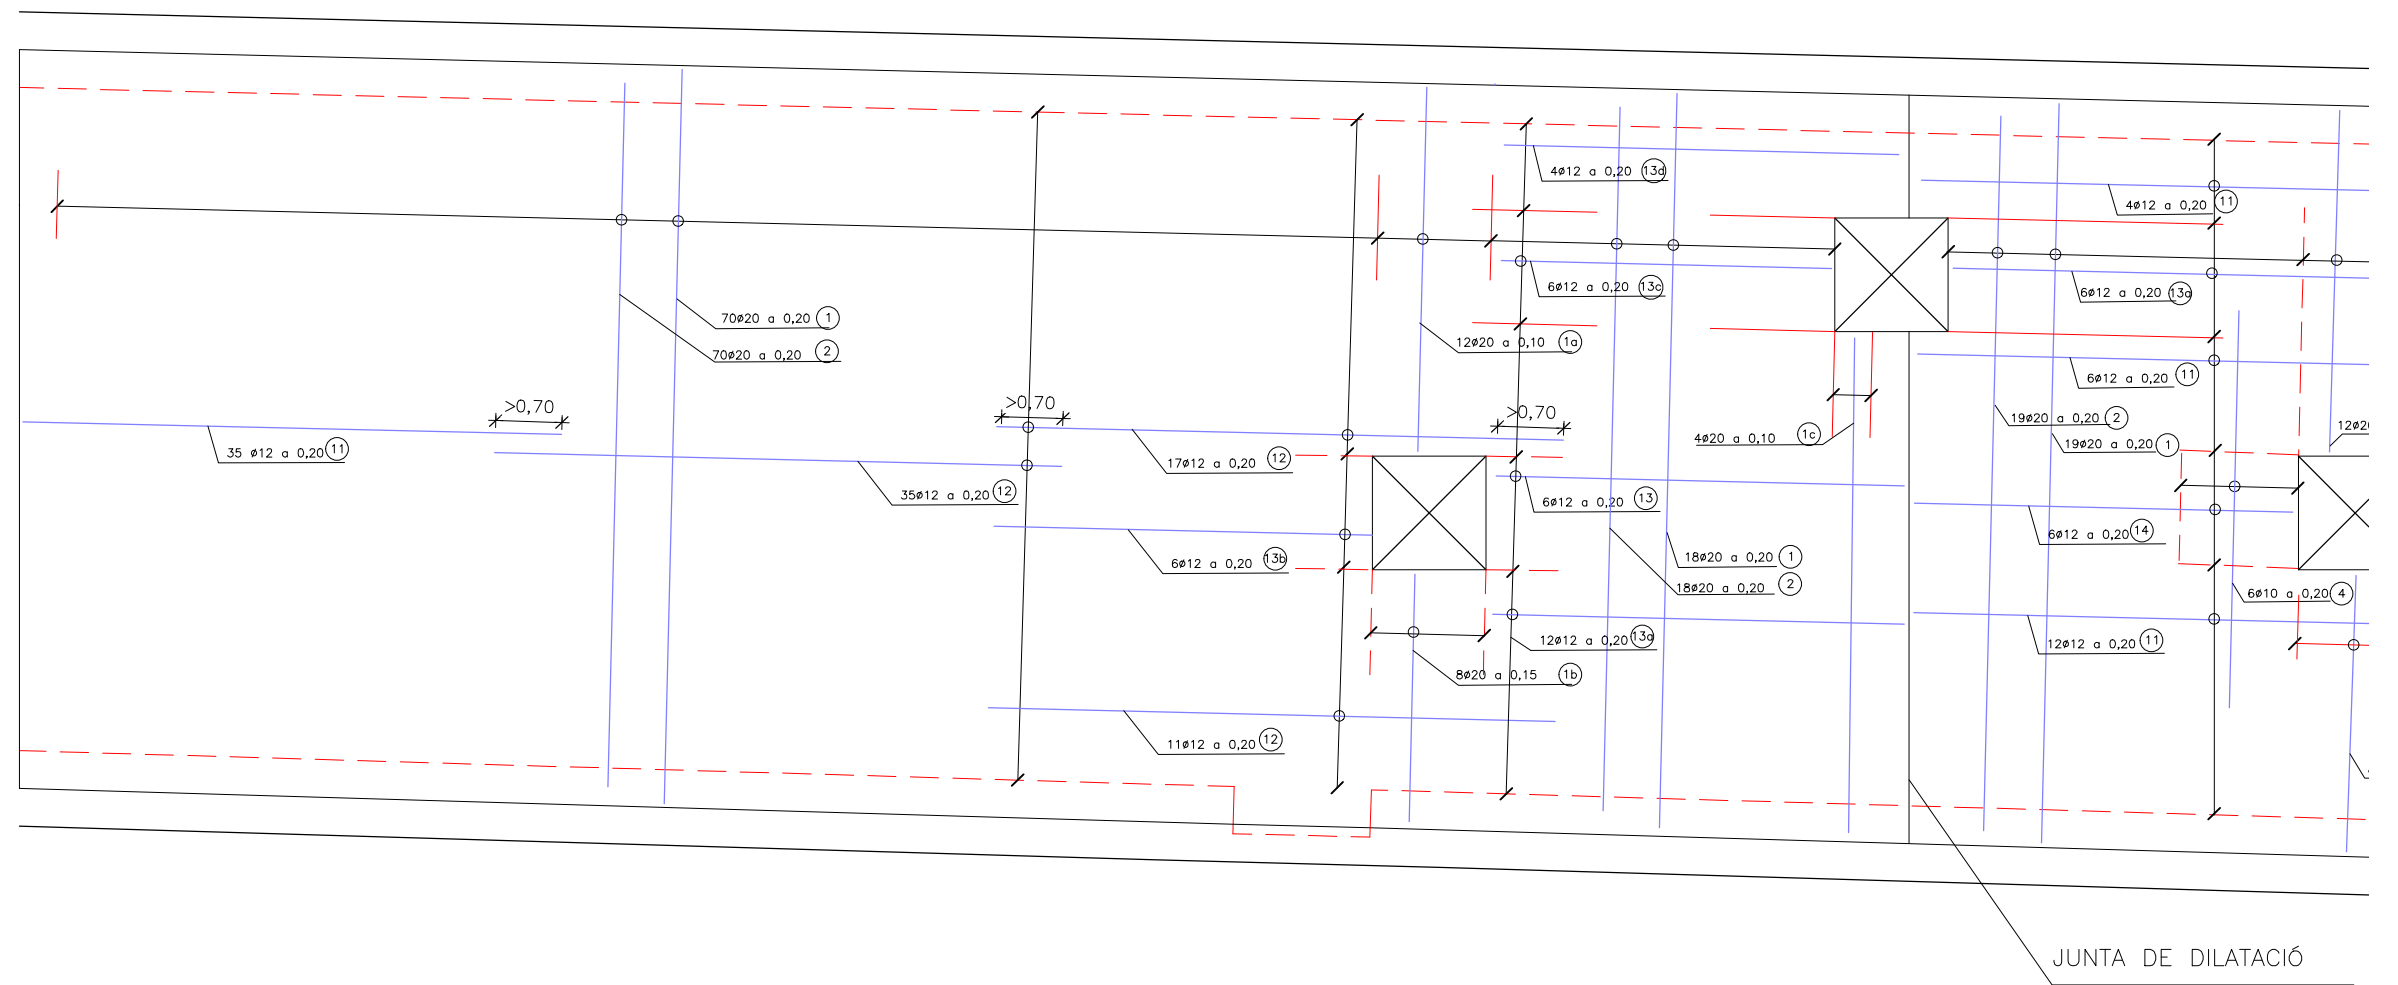 4ø12 a 0,20 13d
4ø12 a 0,20 11
6ø12 a 0,20 13c
6ø12 a 0,20 13a
70ø20 a 0,20 1
12ø20 a 0,10 1a
70ø20 a 0,20 2
6ø12 a 0,20 11
>0,70
>0,70
>0,70
19ø20 a 0,20 2
4ø20 a 0,10 1c
19ø20 a 0,20 1
35 ø12 a 0,20 11
17ø12 a 0,20 12
35ø12 a 0,20 12
6ø12 a 0,20 13
6ø12 a 0,20 14
6ø12 a 0,20 13b
18ø20 a 0,20 1
18ø20 a 0,20 2
6ø10 a 0,20 4
12ø12 a 0,20 13a
12ø12 a 0,20 11
8ø20 a 0,15 1b
11ø12 a 0,20 12
JUNTA DE DILATACIÓ